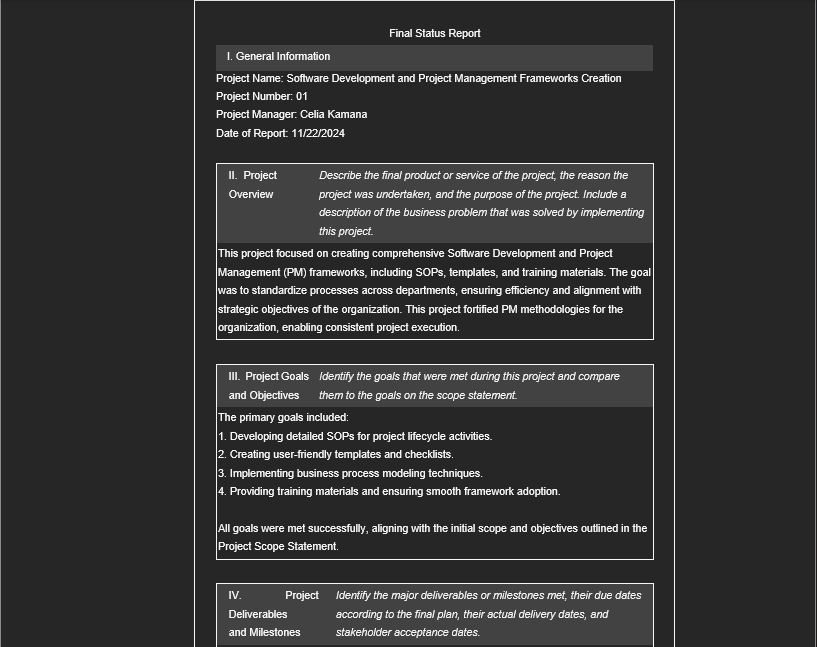 Final Status Report
I. General Information
Project Name: Software Development and Project Management Frameworks Creation
Project Number: 01
Project Manager: Celia Kamana
Date of Report: 11/22/2024
II. Project Overview
Describe the final product or service of the project, the reason the
project was undertaken, and the purpose of the project. Include a
description of the business problem that was solved by implementing
this project.
This project focused on creating comprehensive Software Development and Project
Management (PM) frameworks, including SOPs, templates, and training materials. The goal
was to standardize processes across departments, ensuring efficiency and alignment with
strategic objectives of the organization. This project fortified PM methodologies for the
organization, enabling consistent project execution.
III. Project Goals
and Objectives
Identify the goals that were met during this project and compare
them to the goals on the scope statement.
The primary goals included:
1. Developing detailed SOPs for project lifecycle activities.
2. Creating user-friendly templates and checklists.
3. Implementing business process modeling techniques.
4. Providing training materials and ensuring smooth framework adoption.
All goals were met successfully, aligning with the initial scope and objectives outlined in the
Project Scope Statement.
IV. Project
Deliverables
and Milestones
Identify the major deliverables or milestones met, their due dates
according to the final plan, their actual delivery dates, and
stakeholder acceptance dates.